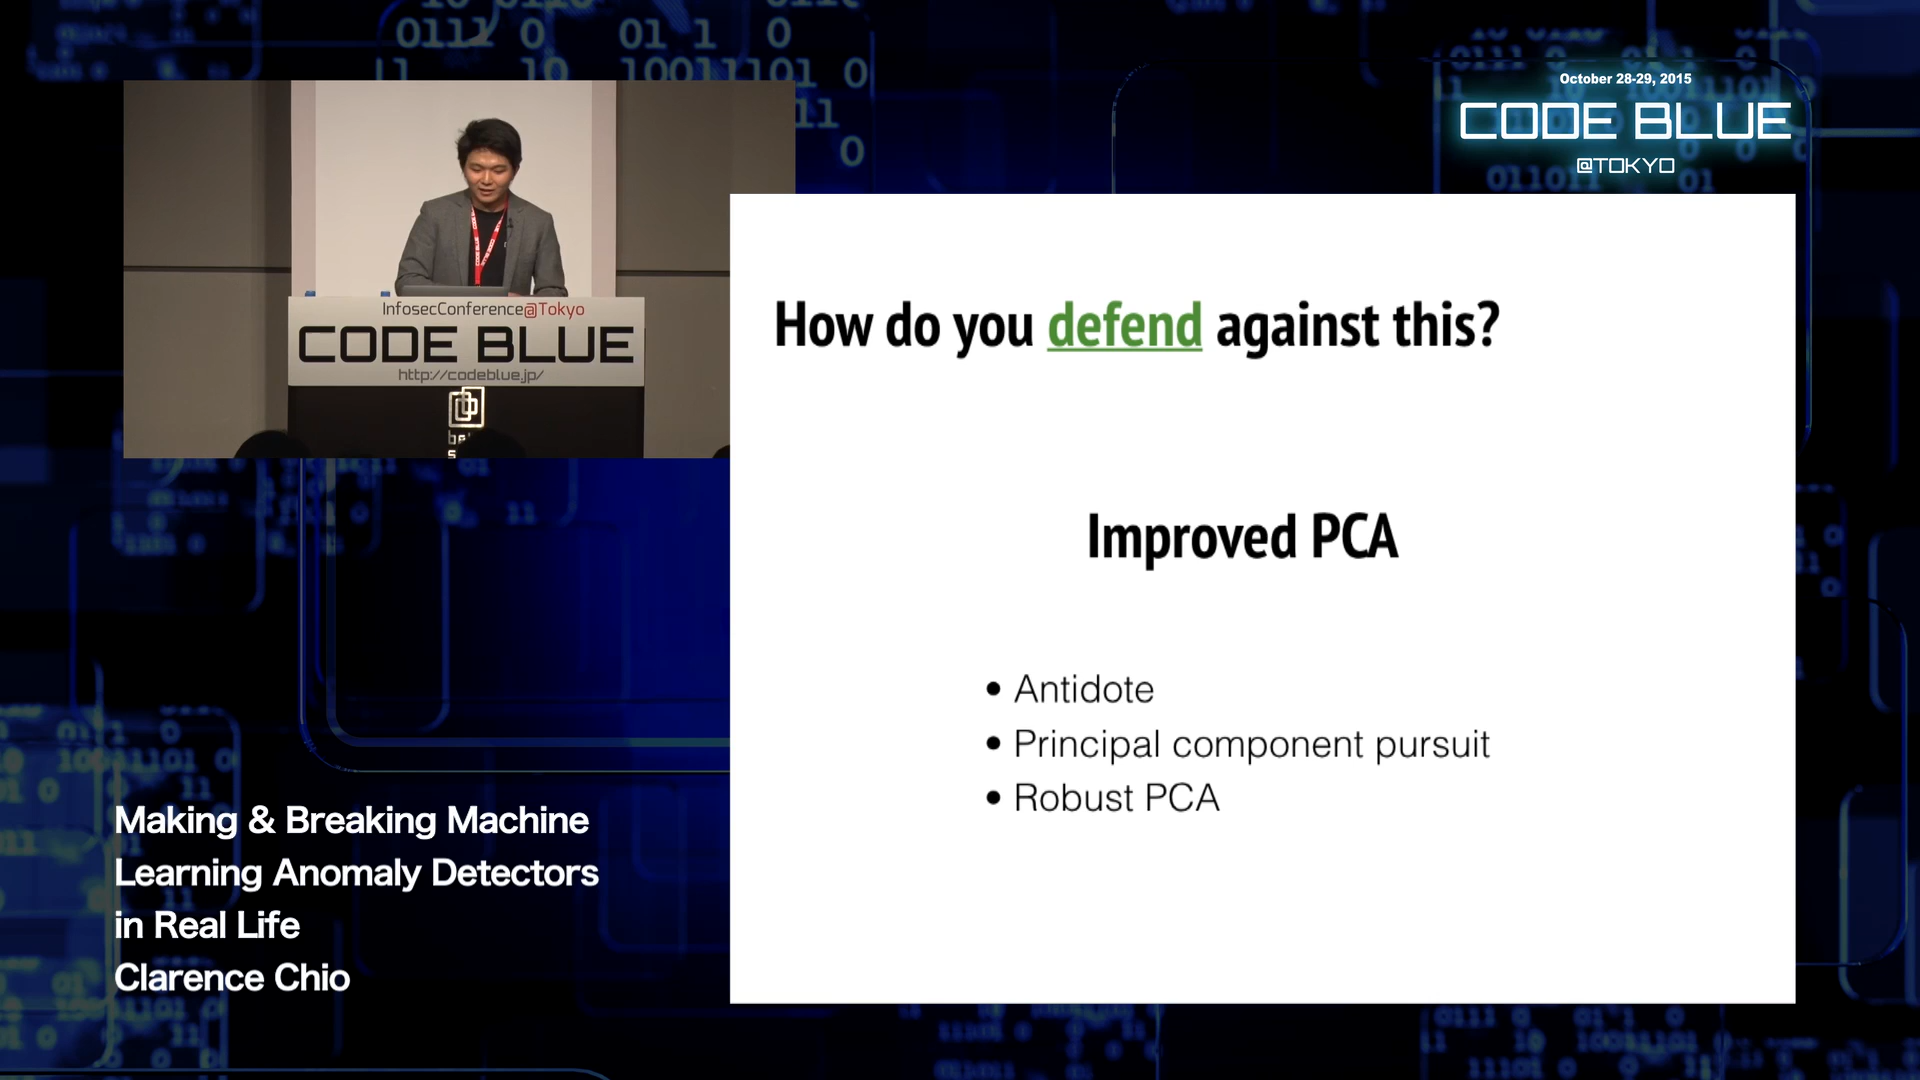 October 28-29, 2015
CODE BLUE
@TOKYO
InfosecConference@Tokyo
CODE BLUE
http://codeblue.jp/
How do you defend against this?
Improved PCA
• Antidote
• Principal component pursuit
• Robust PCA
Making & Breaking Machine
Learning Anomaly Detectors
in Real Life
Clarence Chio